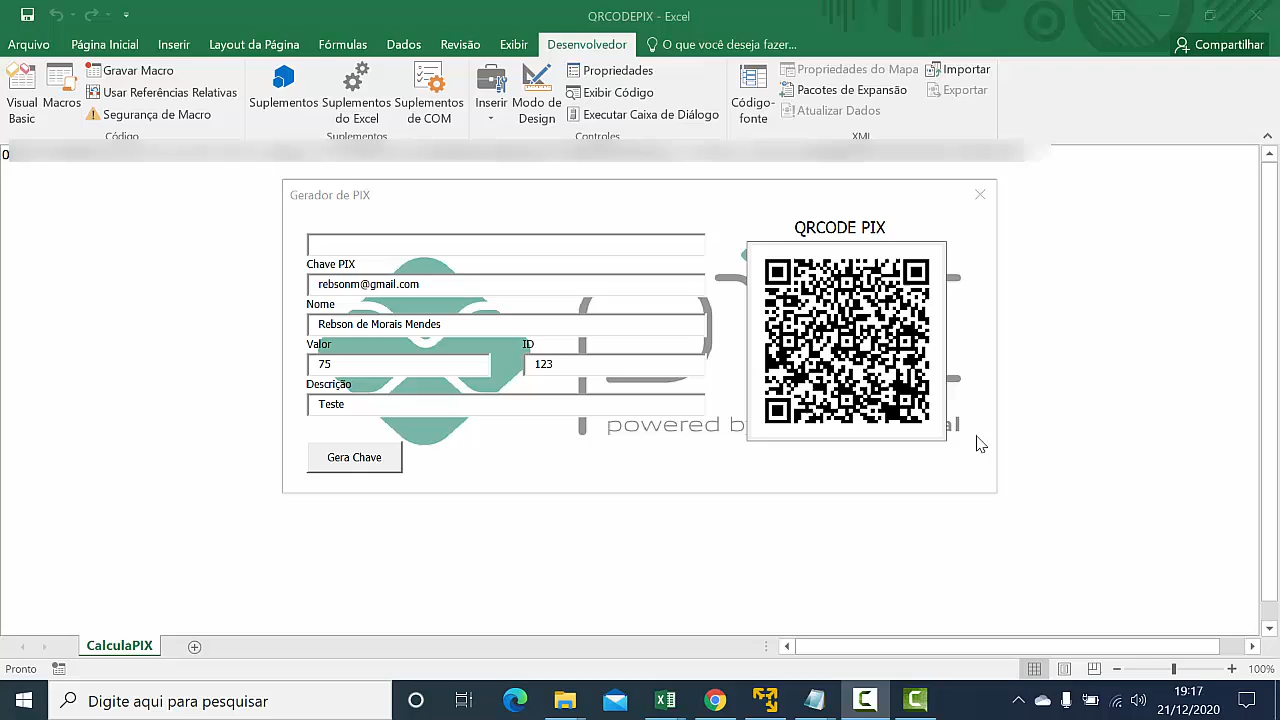 QRCODEPIX - Excel
Arquivo Página Inicial Inserir Layout da Página Fórmulas Dados Revisão Exibir Desenvolvedor O que você deseja fazer... Compartilhar
Visual Basic
Macros
Gravar Macro
Usar Referências Relativas
Segurança de Macro
Código
Suplementos
Suplementos do Excel
Suplementos de COM
Suplementos
Inserir
Modo de Design
Propriedades
Exibir Código
Executar Caixa de Diálogo
Controles
Código-fonte
Propriedades do Mapa
Pacotes de Expansão
Atualizar Dados
Importar
Exportar
XML
Gerador de PIX
QRCODE PIX
Chave PIX
rebsonm@gmail.com
Nome
Rebson de Morais Mendes
Valor ID
75 123
Descrição
Teste
powered b
Gera Chave
CalculaPIX
Pronto 100%
Digite aqui para pesquisar
19:17
21/12/2020